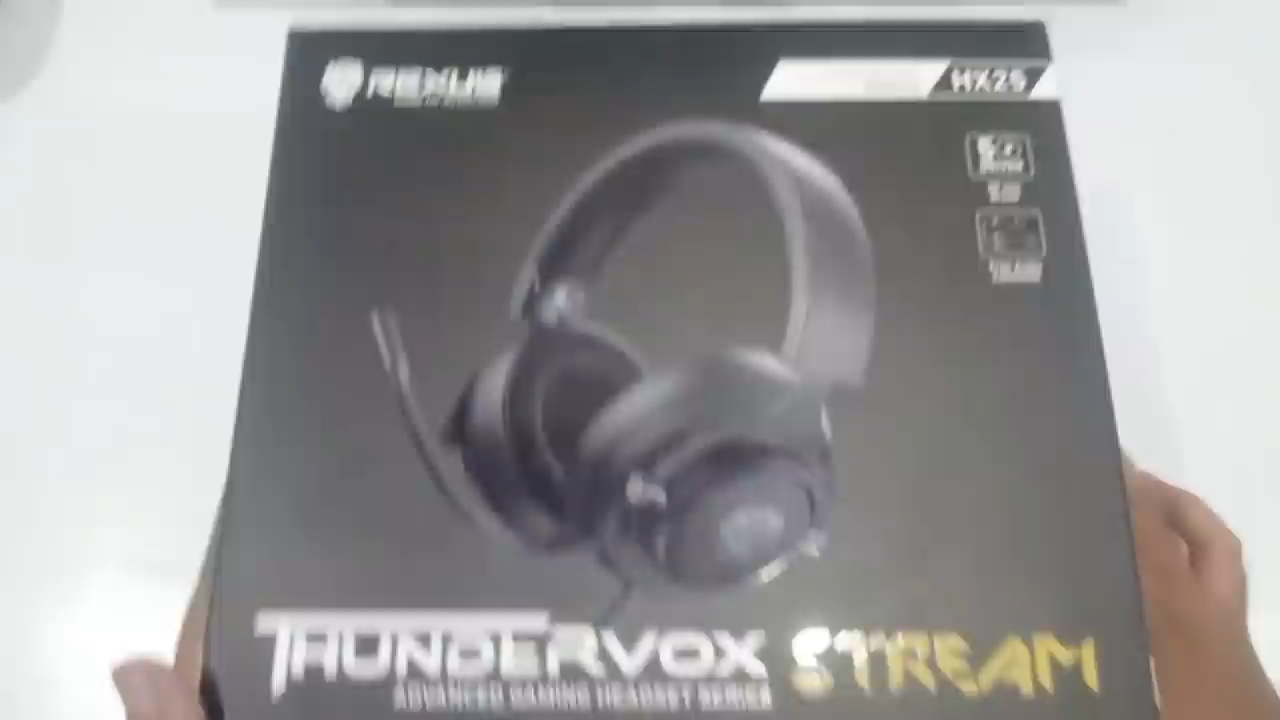 REXUS
HX25
THUNDERVOX STREAM
ADVANCED GAMING HEADSET SERIES